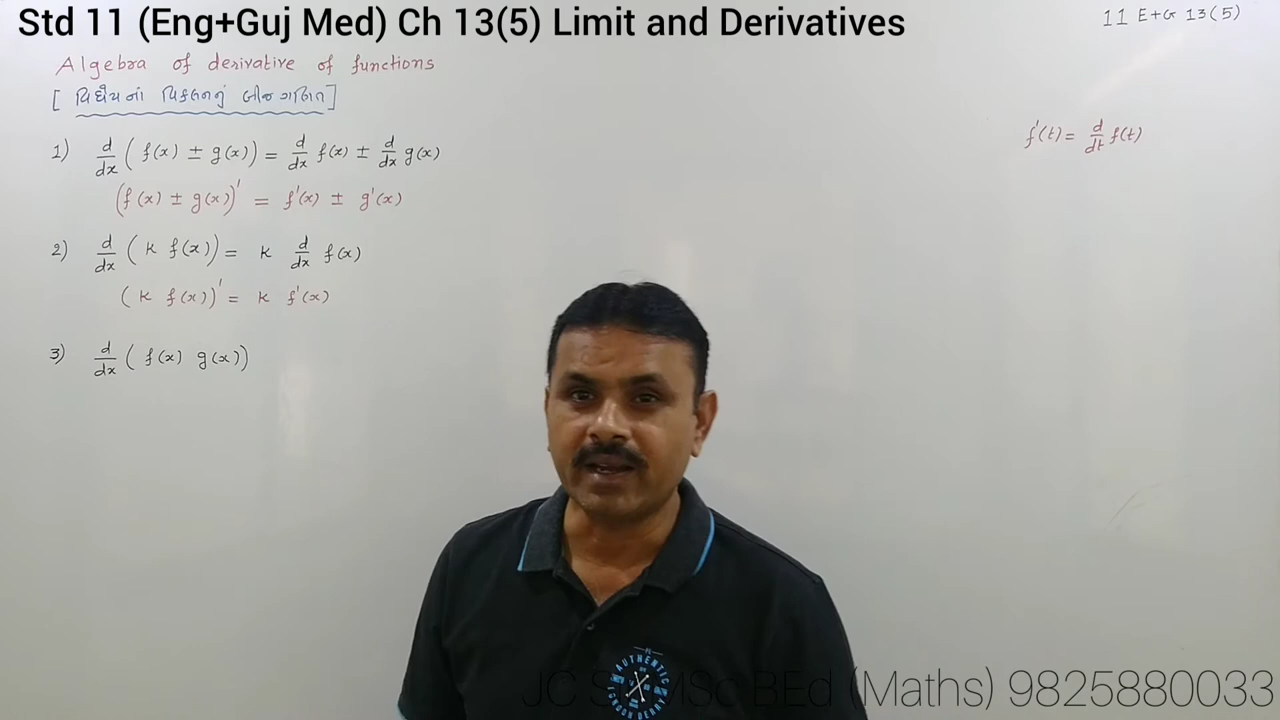 Std 11 (Eng+Guj Med) Ch 13(5) Limit and Derivatives
11 E+G 13(5)
Algebra of derivative of functions
[ વિધેયનાં વિકલનનું બીજગણિત ]
f'(t) = d/dt f(t)
1) d/dx ( f(x) ± g(x) ) = d/dx f(x) ± d/dx g(x)
( f(x) ± g(x) )' = f'(x) ± g'(x)
2) d/dx ( k f(x) ) = k d/dx f(x)
( k f(x) )' = k f'(x)
3) d/dx ( f(x) g(x) )
AUTHENTIC
JC S MSc BEd (Maths) 9825880033